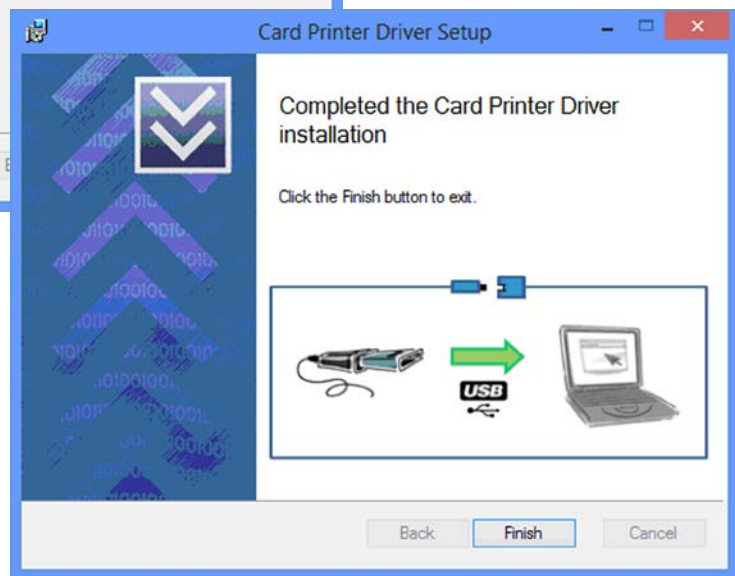 Card Printer Driver Setup
Completed the Card Printer Driver
installation
Click the Finish button to exit.
USB
Back
Finish
Cancel